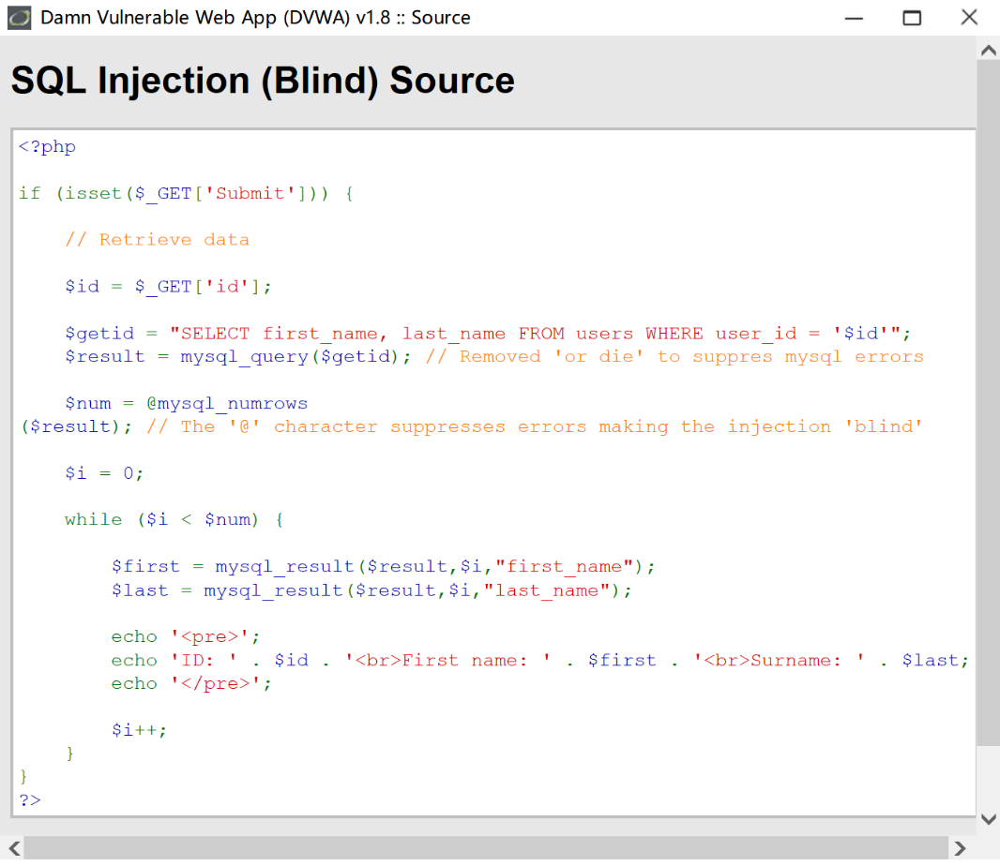 Damn Vulnerable Web App (DVWA) v1.8 :: Source
SQL Injection (Blind) Source
<?php
if (isset($_GET['Submit'])) {
    // Retrieve data
    $id = $_GET['id'];
    $getid = "SELECT first_name, last_name FROM users WHERE user_id = '$id'";
    $result = mysql_query($getid); // Removed 'or die' to suppres mysql errors
    $num = @mysql_numrows
($result); // The '@' character suppresses errors making the injection 'blind'
    $i = 0;
    while ($i < $num) {
        $first = mysql_result($result,$i,"first_name");
        $last = mysql_result($result,$i,"last_name");
        echo '<pre>';
        echo 'ID: ' . $id . '<br>First name: ' . $first . '<br>Surname: ' . $last;
        echo '</pre>';
        $i++;
    }
}
?>